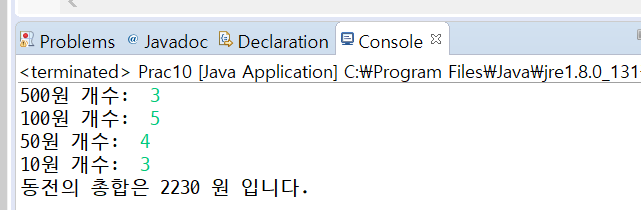 Problems @ Javadoc Declaration Console
<terminated> Prac10 [Java Application] C:₩Program Files₩Java₩jre1.8.0_131
500원 개수: 3
100원 개수: 5
50원 개수: 4
10원 개수: 3
동전의 총합은 2230 원 입니다.